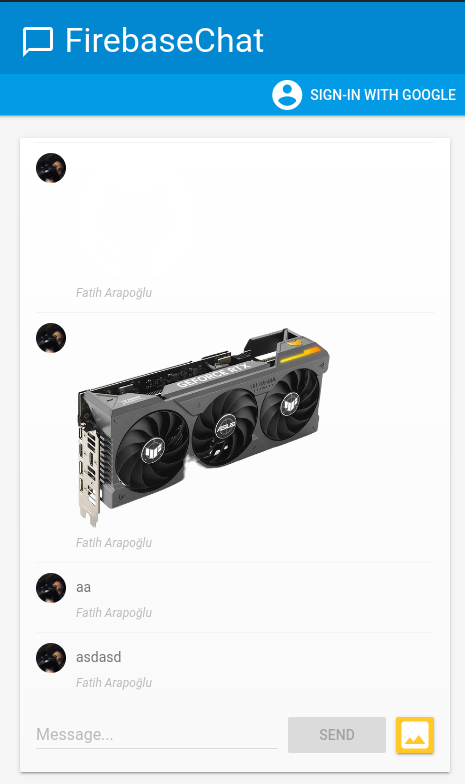 FirebaseChat
SIGN-IN WITH GOOGLE
Fatih Arapoğlu
GEFORCE RTX
ASUS
Fatih Arapoğlu
aa
Fatih Arapoğlu
asdasd
Fatih Arapoğlu
Message...
SEND